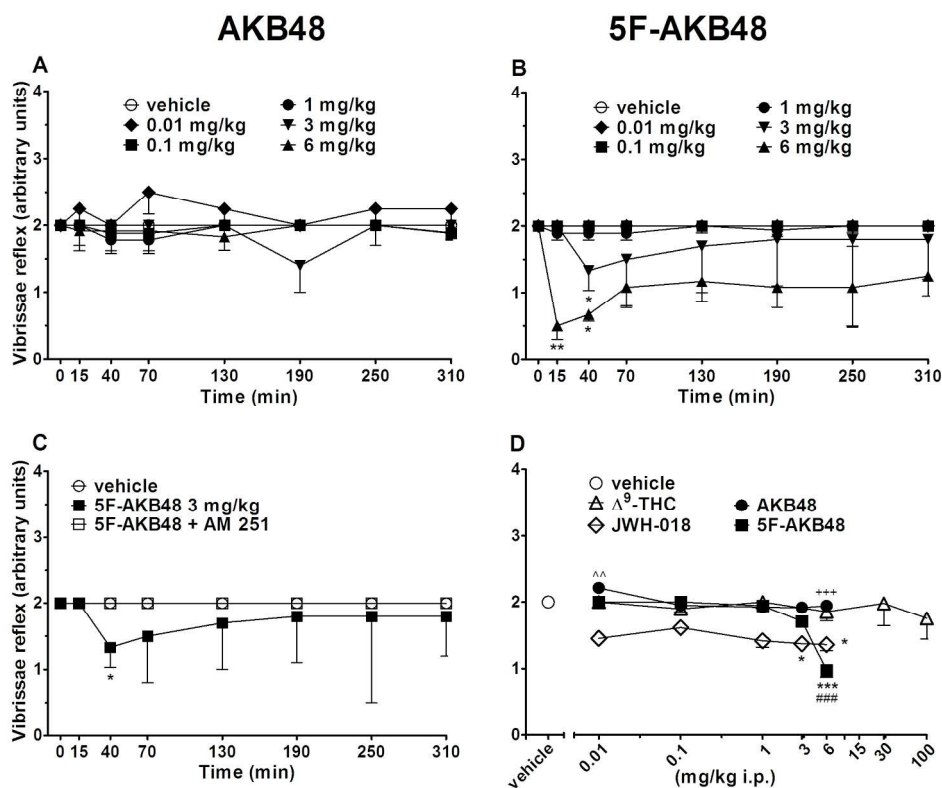 AKB48
5F-AKB48
A
Vibrissae reflex (arbitrary units)
4
3
2
1
0
vehicle
0.01 mg/kg
0.1 mg/kg
1 mg/kg
3 mg/kg
6 mg/kg
0 15 40 70 130 190 250 310
Time (min)
B
4
3
2
1
0
vehicle
0.01 mg/kg
0.1 mg/kg
1 mg/kg
3 mg/kg
6 mg/kg
*
*
**
0 15 40 70 130 190 250 310
Time (min)
C
Vibrissae reflex (arbitrary units)
4
3
2
1
0
vehicle
5F-AKB48 3 mg/kg
5F-AKB48 + AM 251
*
0 15 40 70 130 190 250 310
Time (min)
D
4
3
2
1
0
vehicle
Δ⁹-THC
JWH-018
AKB48
5F-AKB48
^^
+++
*
*
***
###
vehicle 0.01 0.1 1 3 6 15 30 100
(mg/kg i.p.)